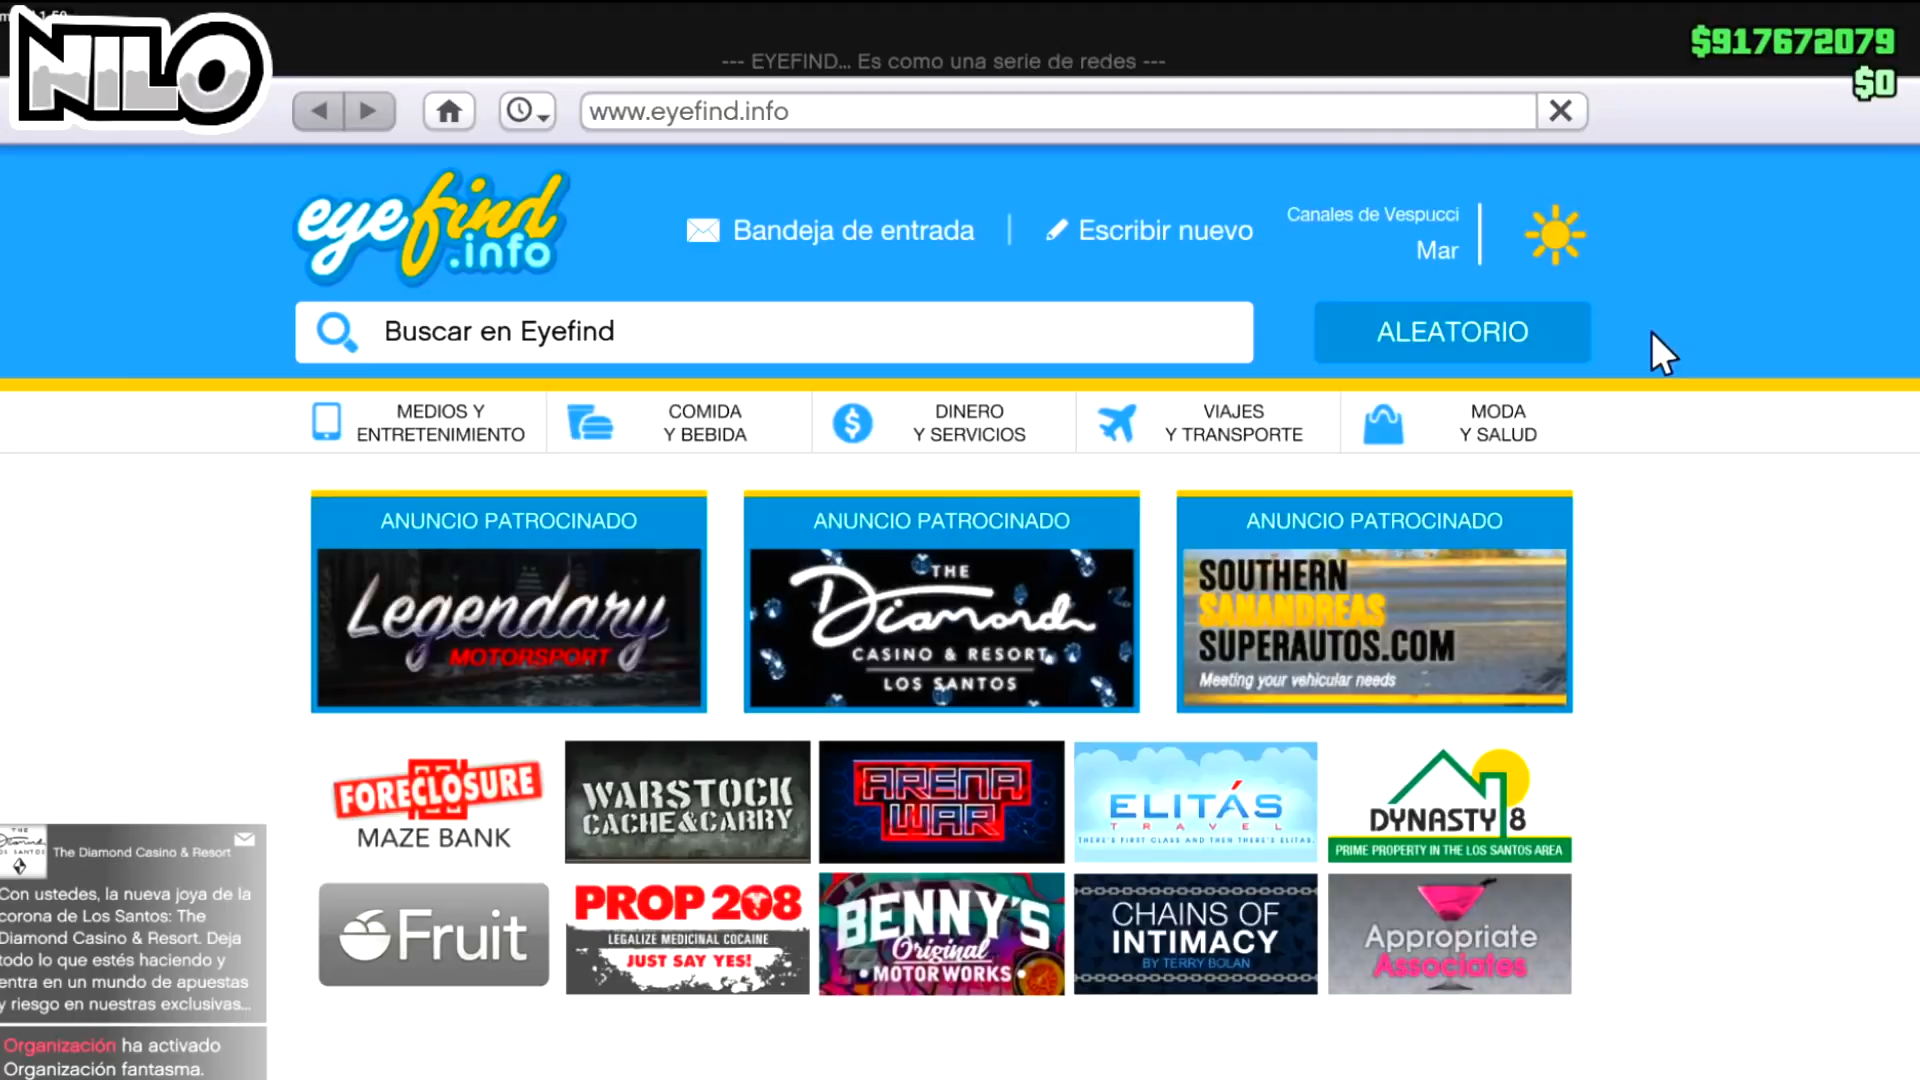 NILO
--- EYEFIND... Es como una serie de redes ---
$917672079
$0
www.eyefind.info
eyefind
.info
Bandeja de entrada
Escribir nuevo
Canales de Vespucci
Mar
Buscar en Eyefind
ALEATORIO
MEDIOS Y
ENTRETENIMIENTO
COMIDA
Y BEBIDA
DINERO
Y SERVICIOS
VIAJES
Y TRANSPORTE
MODA
Y SALUD
ANUNCIO PATROCINADO
Legendary
MOTORSPORT
ANUNCIO PATROCINADO
THE
Diamond
CASINO & RESORT
LOS SANTOS
ANUNCIO PATROCINADO
SOUTHERN
SANANDREAS
SUPERAUTOS.COM
Meeting your vehicular needs
FORECLOSURE
MAZE BANK
WARSTOCK
CACHE&CARRY
ARENA
WAR
ELITÁS
TRAVEL
THERE'S FIRST CLASS AND THEN THERE'S ELITAS.
DYNASTY 8
PRIME PROPERTY IN THE LOS SANTOS AREA
Fruit
PROP 208
LEGALIZE MEDICINAL COCAINE
JUST SAY YES!
BENNY'S
Original
MOTOR WORKS
CHAINS OF
INTIMACY
BY TERRY BOLAN
Appropriate
Associates
The Diamond Casino & Resort
Con ustedes, la nueva joya de la
corona de Los Santos: The
Diamond Casino & Resort. Deja
todo lo que estés haciendo y
entra en un mundo de apuestas
y riesgo en nuestras exclusivas...
Organización ha activado
Organización fantasma.